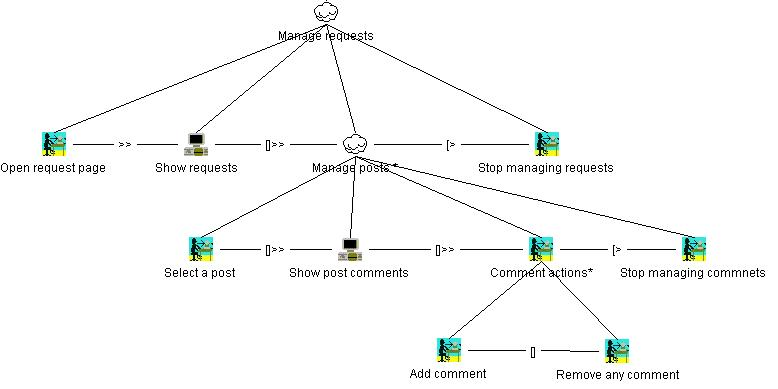 Manage requests
Open request page >> Show requests []>> Manage posts * [> Stop managing requests
Select a post []>> Show post comments []>> Comment actions* [> Stop managing commnets
Add comment [] Remove any comment